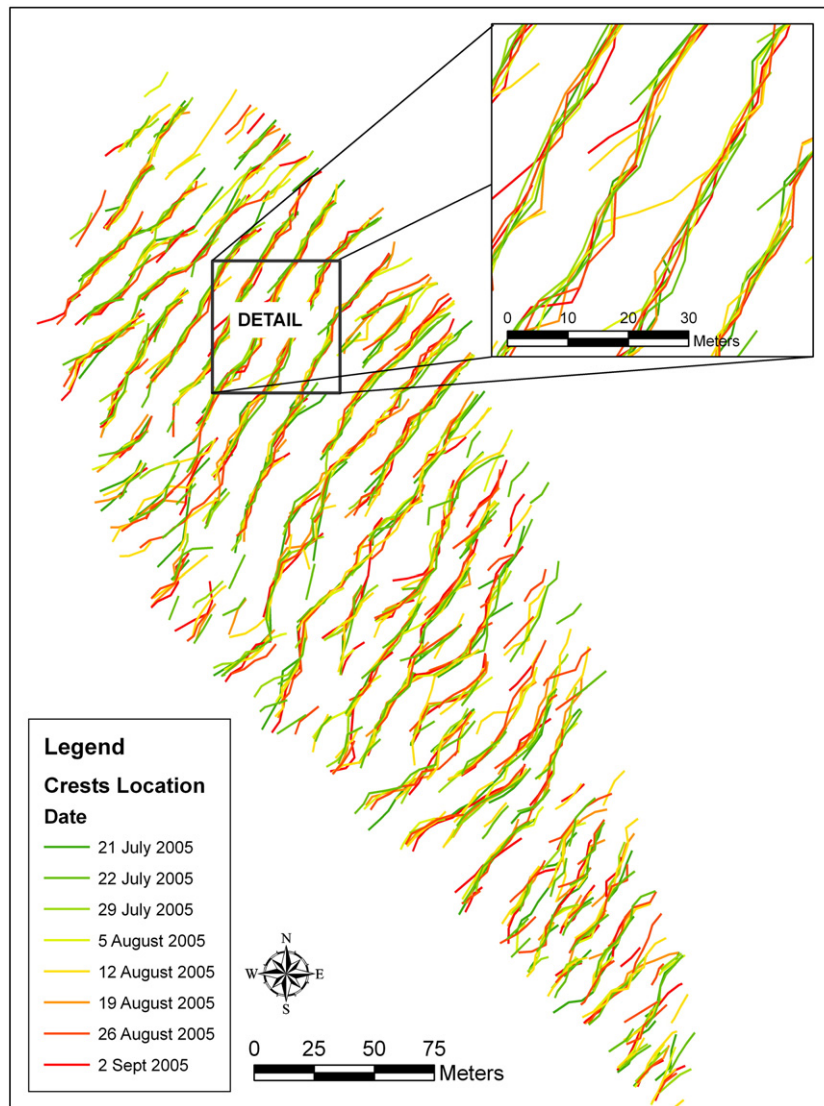 0 10 20 30
Meters
DETAIL
Legend
Crests Location
Date
21 July 2005
22 July 2005
29 July 2005
5 August 2005
12 August 2005
19 August 2005
26 August 2005
2 Sept 2005
N
W E
S
0 25 50 75
Meters